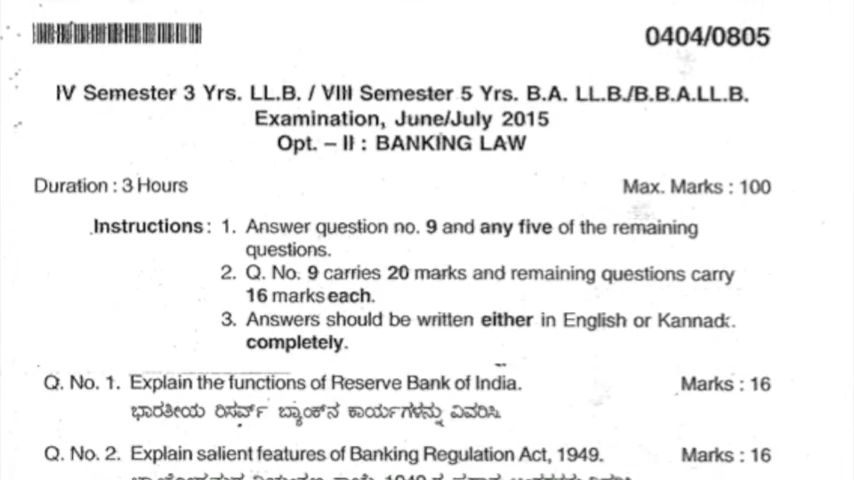 0404/0805
IV Semester 3 Yrs. LL.B. / VIII Semester 5 Yrs. B.A. LL.B./B.B.A.LL.B.
Examination, June/July 2015
Opt. – II : BANKING LAW
Duration : 3 Hours Max. Marks : 100
Instructions : 1. Answer question no. 9 and any five of the remaining
questions.
2. Q. No. 9 carries 20 marks and remaining questions carry
16 marks each.
3. Answers should be written either in English or
completely.
Q. No. 1. Explain the functions of Reserve Bank of India. Marks : 16
ಭಾರತೀಯ ರಿಸರ್ವ್ ಬ್ಯಾಂಕ್‌ನ ಕಾರ್ಯಗಳನ್ನು ವಿವರಿಸಿ.
Q. No. 2. Explain salient features of Banking Regulation Act, 1949. Marks : 16